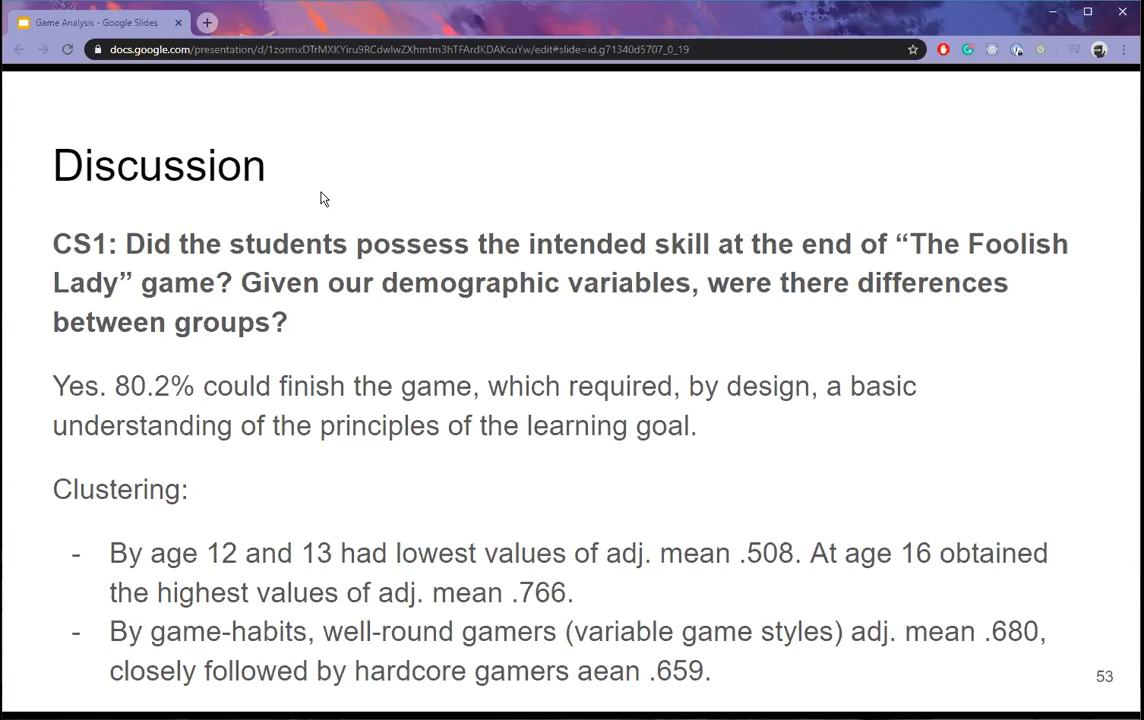 Game Analysis - Google Slides
docs.google.com/presentation/d/1zormxDTrMXKYiru9RCdwlwZXhmtm3hTFArdKDAKcuYw/edit#slide=id.g71340d5707_0_19
Discussion
CS1: Did the students possess the intended skill at the end of “The Foolish
Lady” game? Given our demographic variables, were there differences
between groups?
Yes. 80.2% could finish the game, which required, by design, a basic
understanding of the principles of the learning goal.
Clustering:
- By age 12 and 13 had lowest values of adj. mean .508. At age 16 obtained
the highest values of adj. mean .766.
- By game-habits, well-round gamers (variable game styles) adj. mean .680,
closely followed by hardcore gamers aean .659.
53